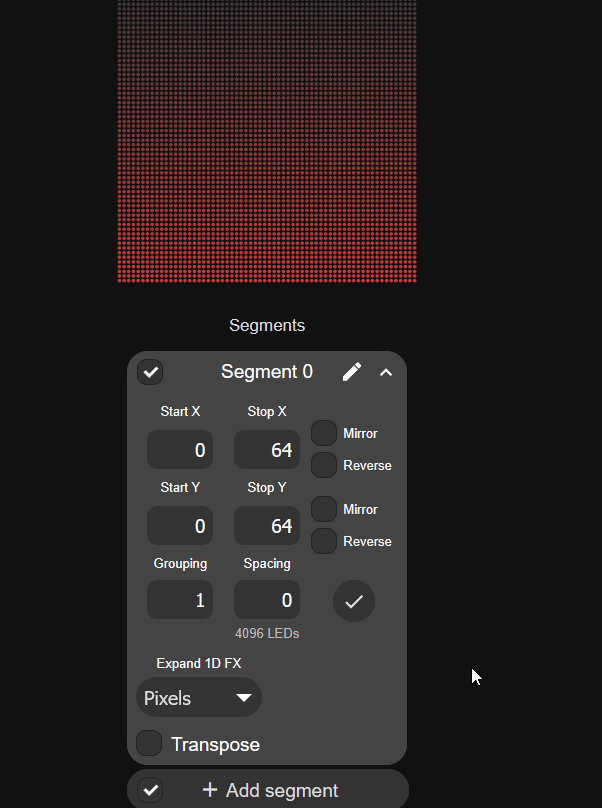 Segments
Segment 0
Start X Stop X
0 64 Mirror
Reverse
Start Y Stop Y
0 64 Mirror
Reverse
Grouping Spacing
1 0
4096 LEDs
Expand 1D FX
Pixels
Transpose
+ Add segment